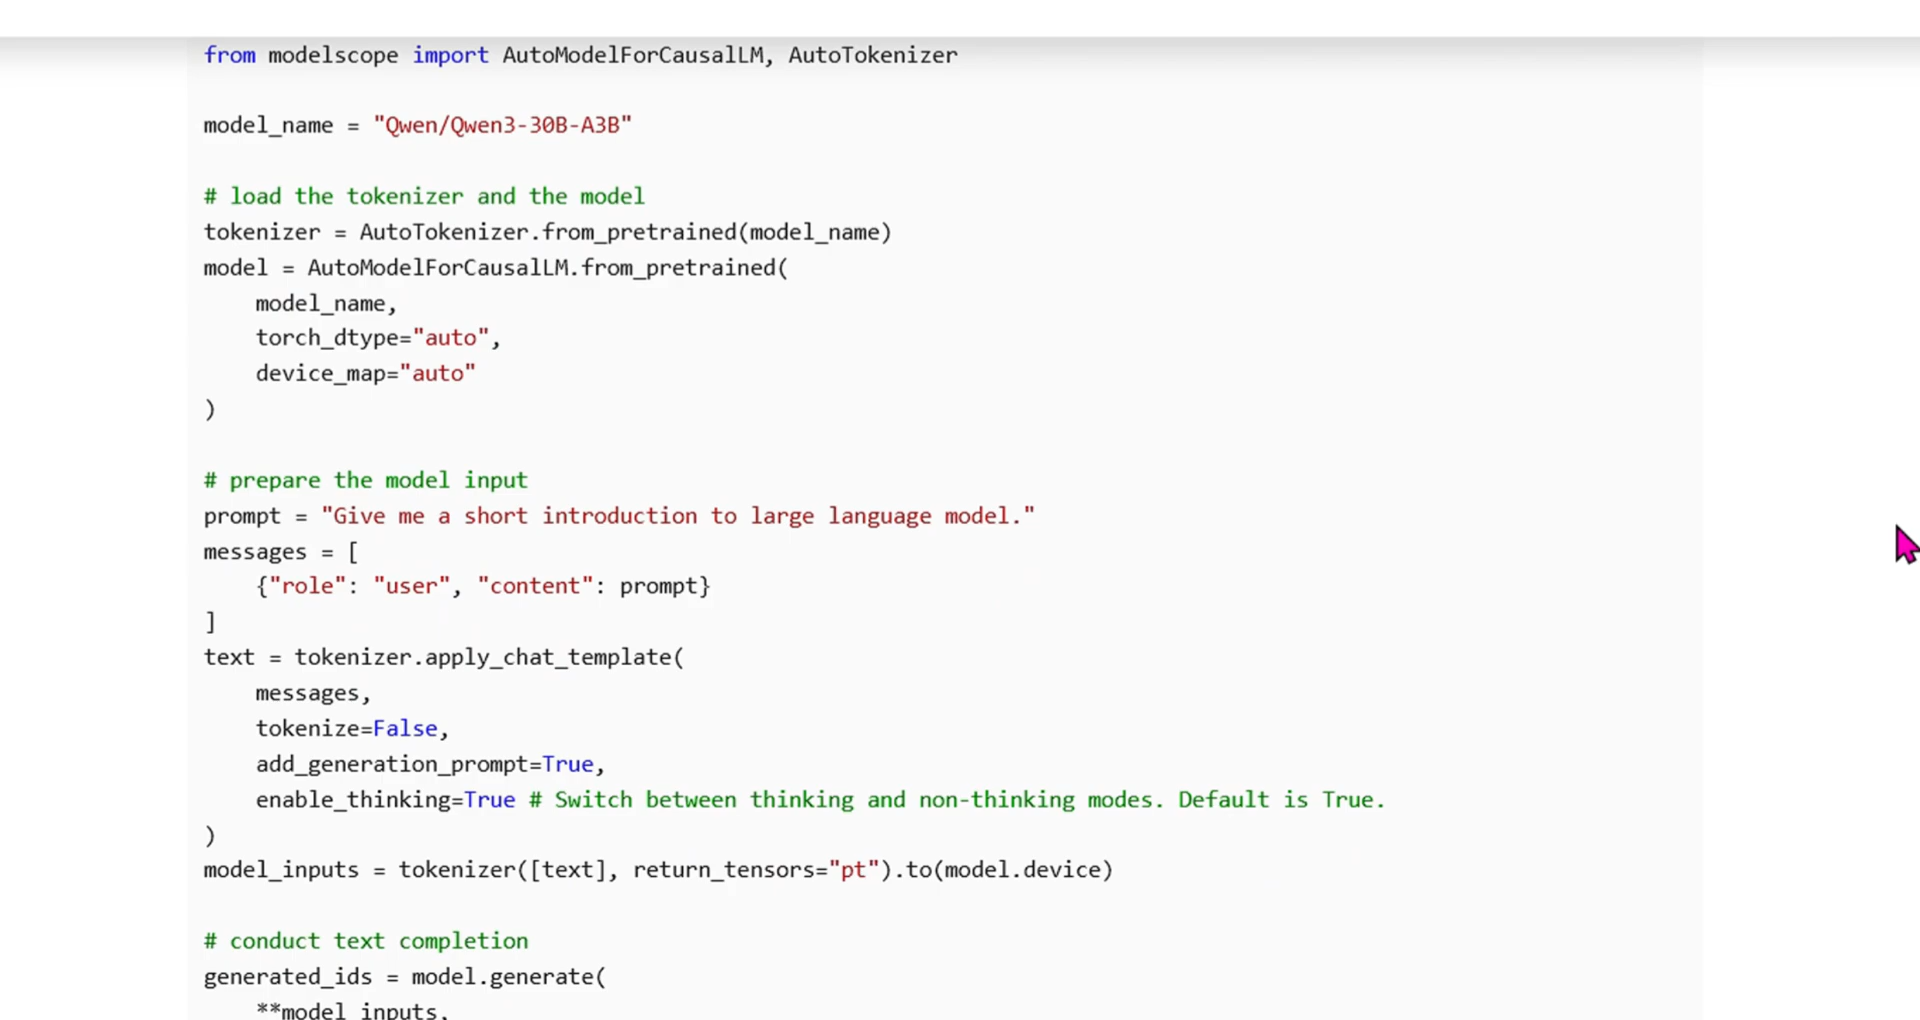 from modelscope import AutoModelForCausalLM, AutoTokenizer
model_name = "Qwen/Qwen3-30B-A3B"
# load the tokenizer and the model
tokenizer = AutoTokenizer.from_pretrained(model_name)
model = AutoModelForCausalLM.from_pretrained(
    model_name,
    torch_dtype="auto",
    device_map="auto"
)
# prepare the model input
prompt = "Give me a short introduction to large language model."
messages = [
    {"role": "user", "content": prompt}
]
text = tokenizer.apply_chat_template(
    messages,
    tokenize=False,
    add_generation_prompt=True,
    enable_thinking=True # Switch between thinking and non-thinking modes. Default is True.
)
model_inputs = tokenizer([text], return_tensors="pt").to(model.device)
# conduct text completion
generated_ids = model.generate(
    **model_inputs,